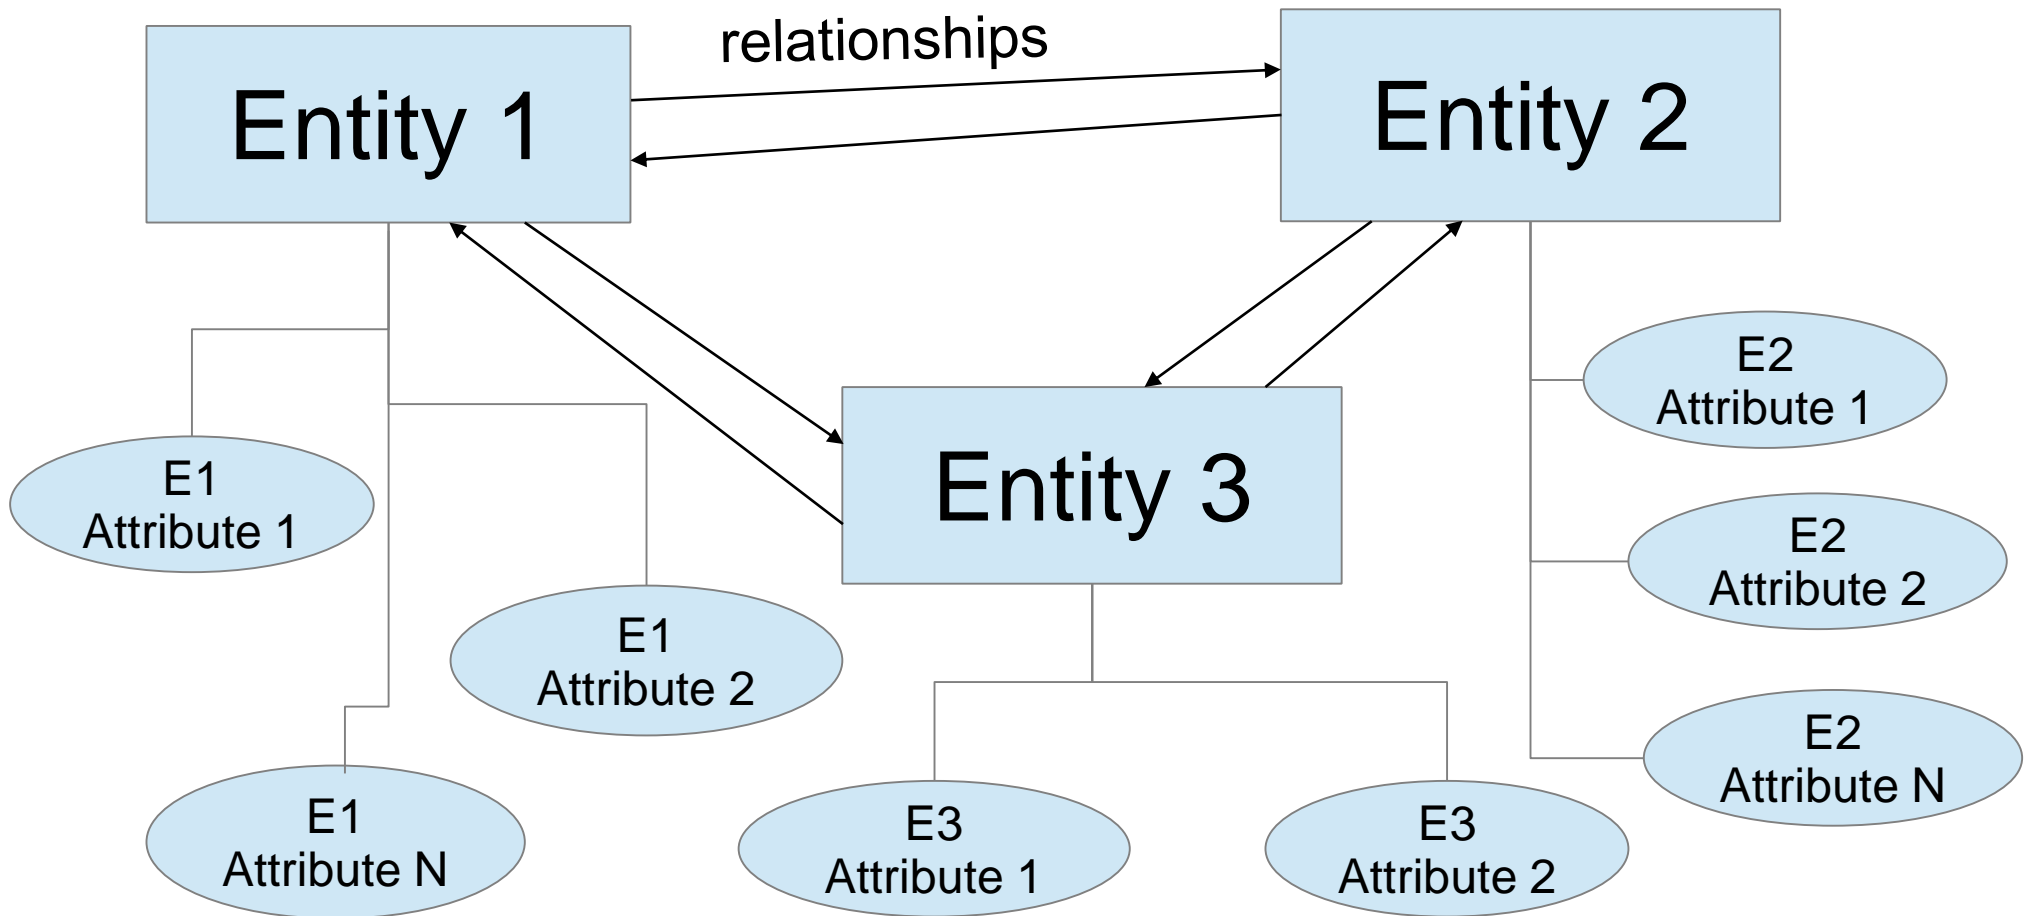 relationships
Entity 1
Entity 2
Entity 3
E1
Attribute 1
E1
Attribute 2
E1
Attribute N
E2
Attribute 1
E2
Attribute 2
E2
Attribute N
E3
Attribute 1
E3
Attribute 2